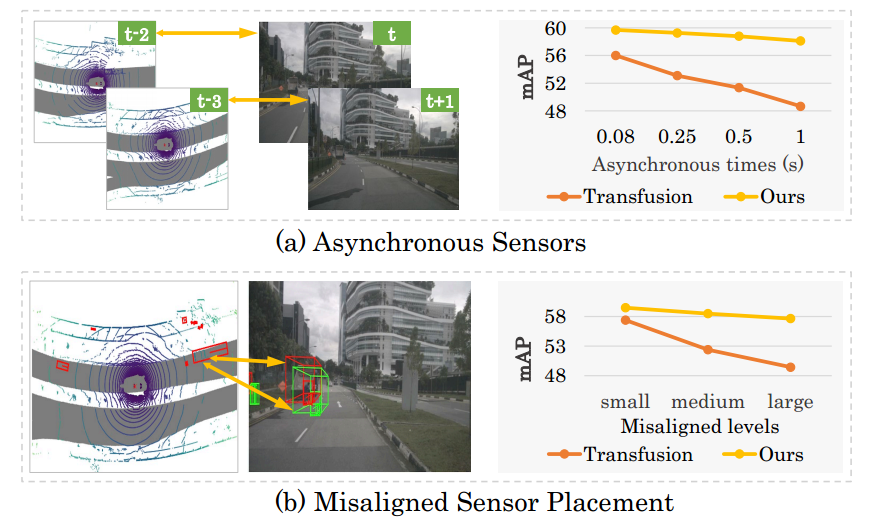 t-2
t
t-3
t+1
mAP
60
56
52
48
0.08 0.25 0.5 1
Asynchronous times (s)
Transfusion Ours
(a) Asynchronous Sensors
mAP
58
53
48
small medium large
Misaligned levels
Transfusion Ours
(b) Misaligned Sensor Placement